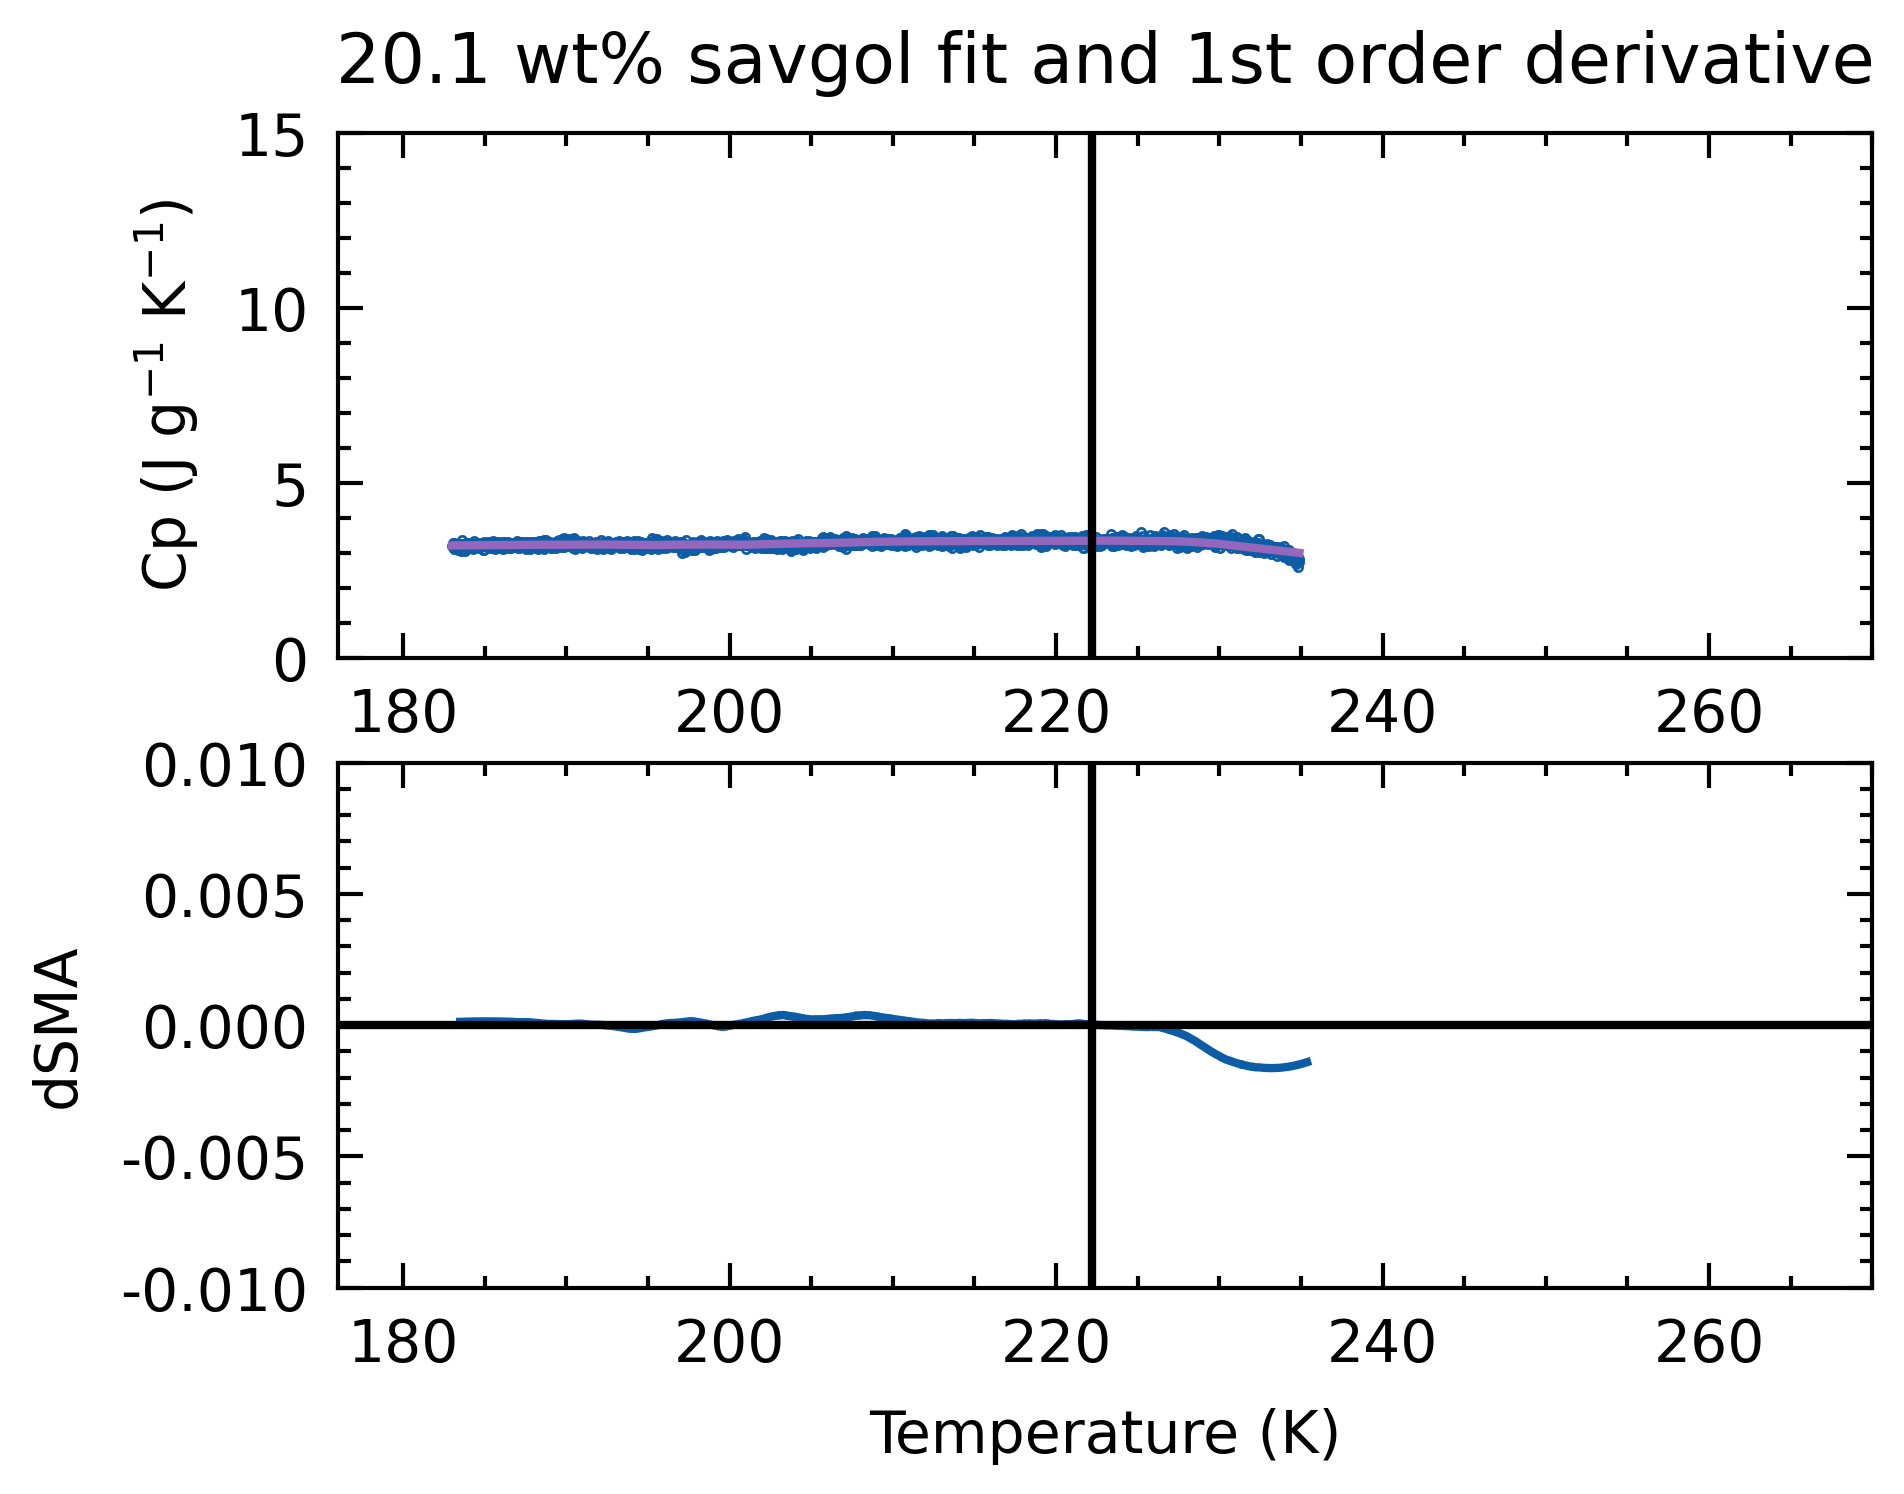 20.1 wt% savgol fit and 1st order derivative
15
10
5
0
Cp (J g⁻¹ K⁻¹)
180 200 220 240 260
0.010
0.005
0.000
-0.005
-0.010
dSMA
180 200 220 240 260
Temperature (K)